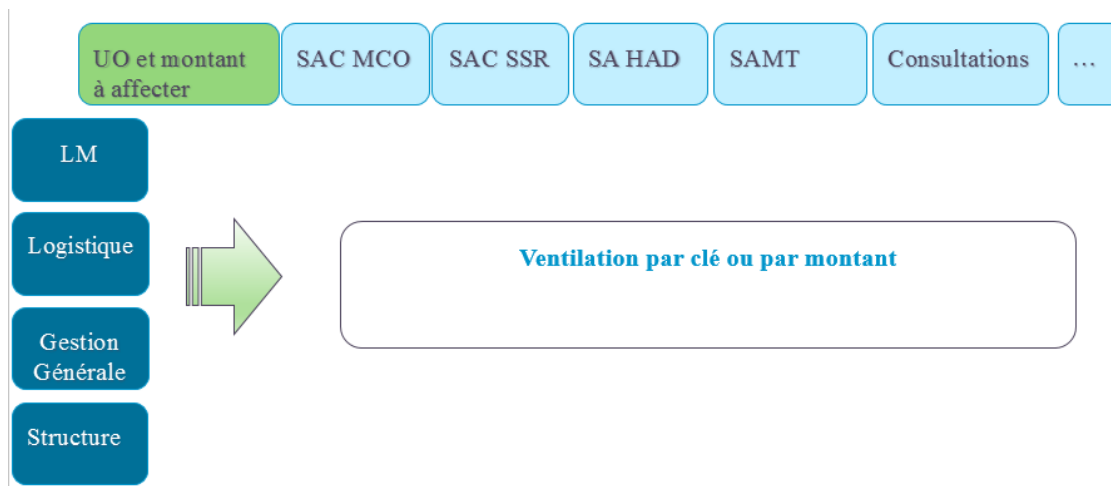 UO et montant
à affecter
SAC MCO
SAC SSR
SA HAD
SAMT
Consultations
...
LM
Logistique
Gestion
Générale
Structure
Ventilation par clé ou par montant